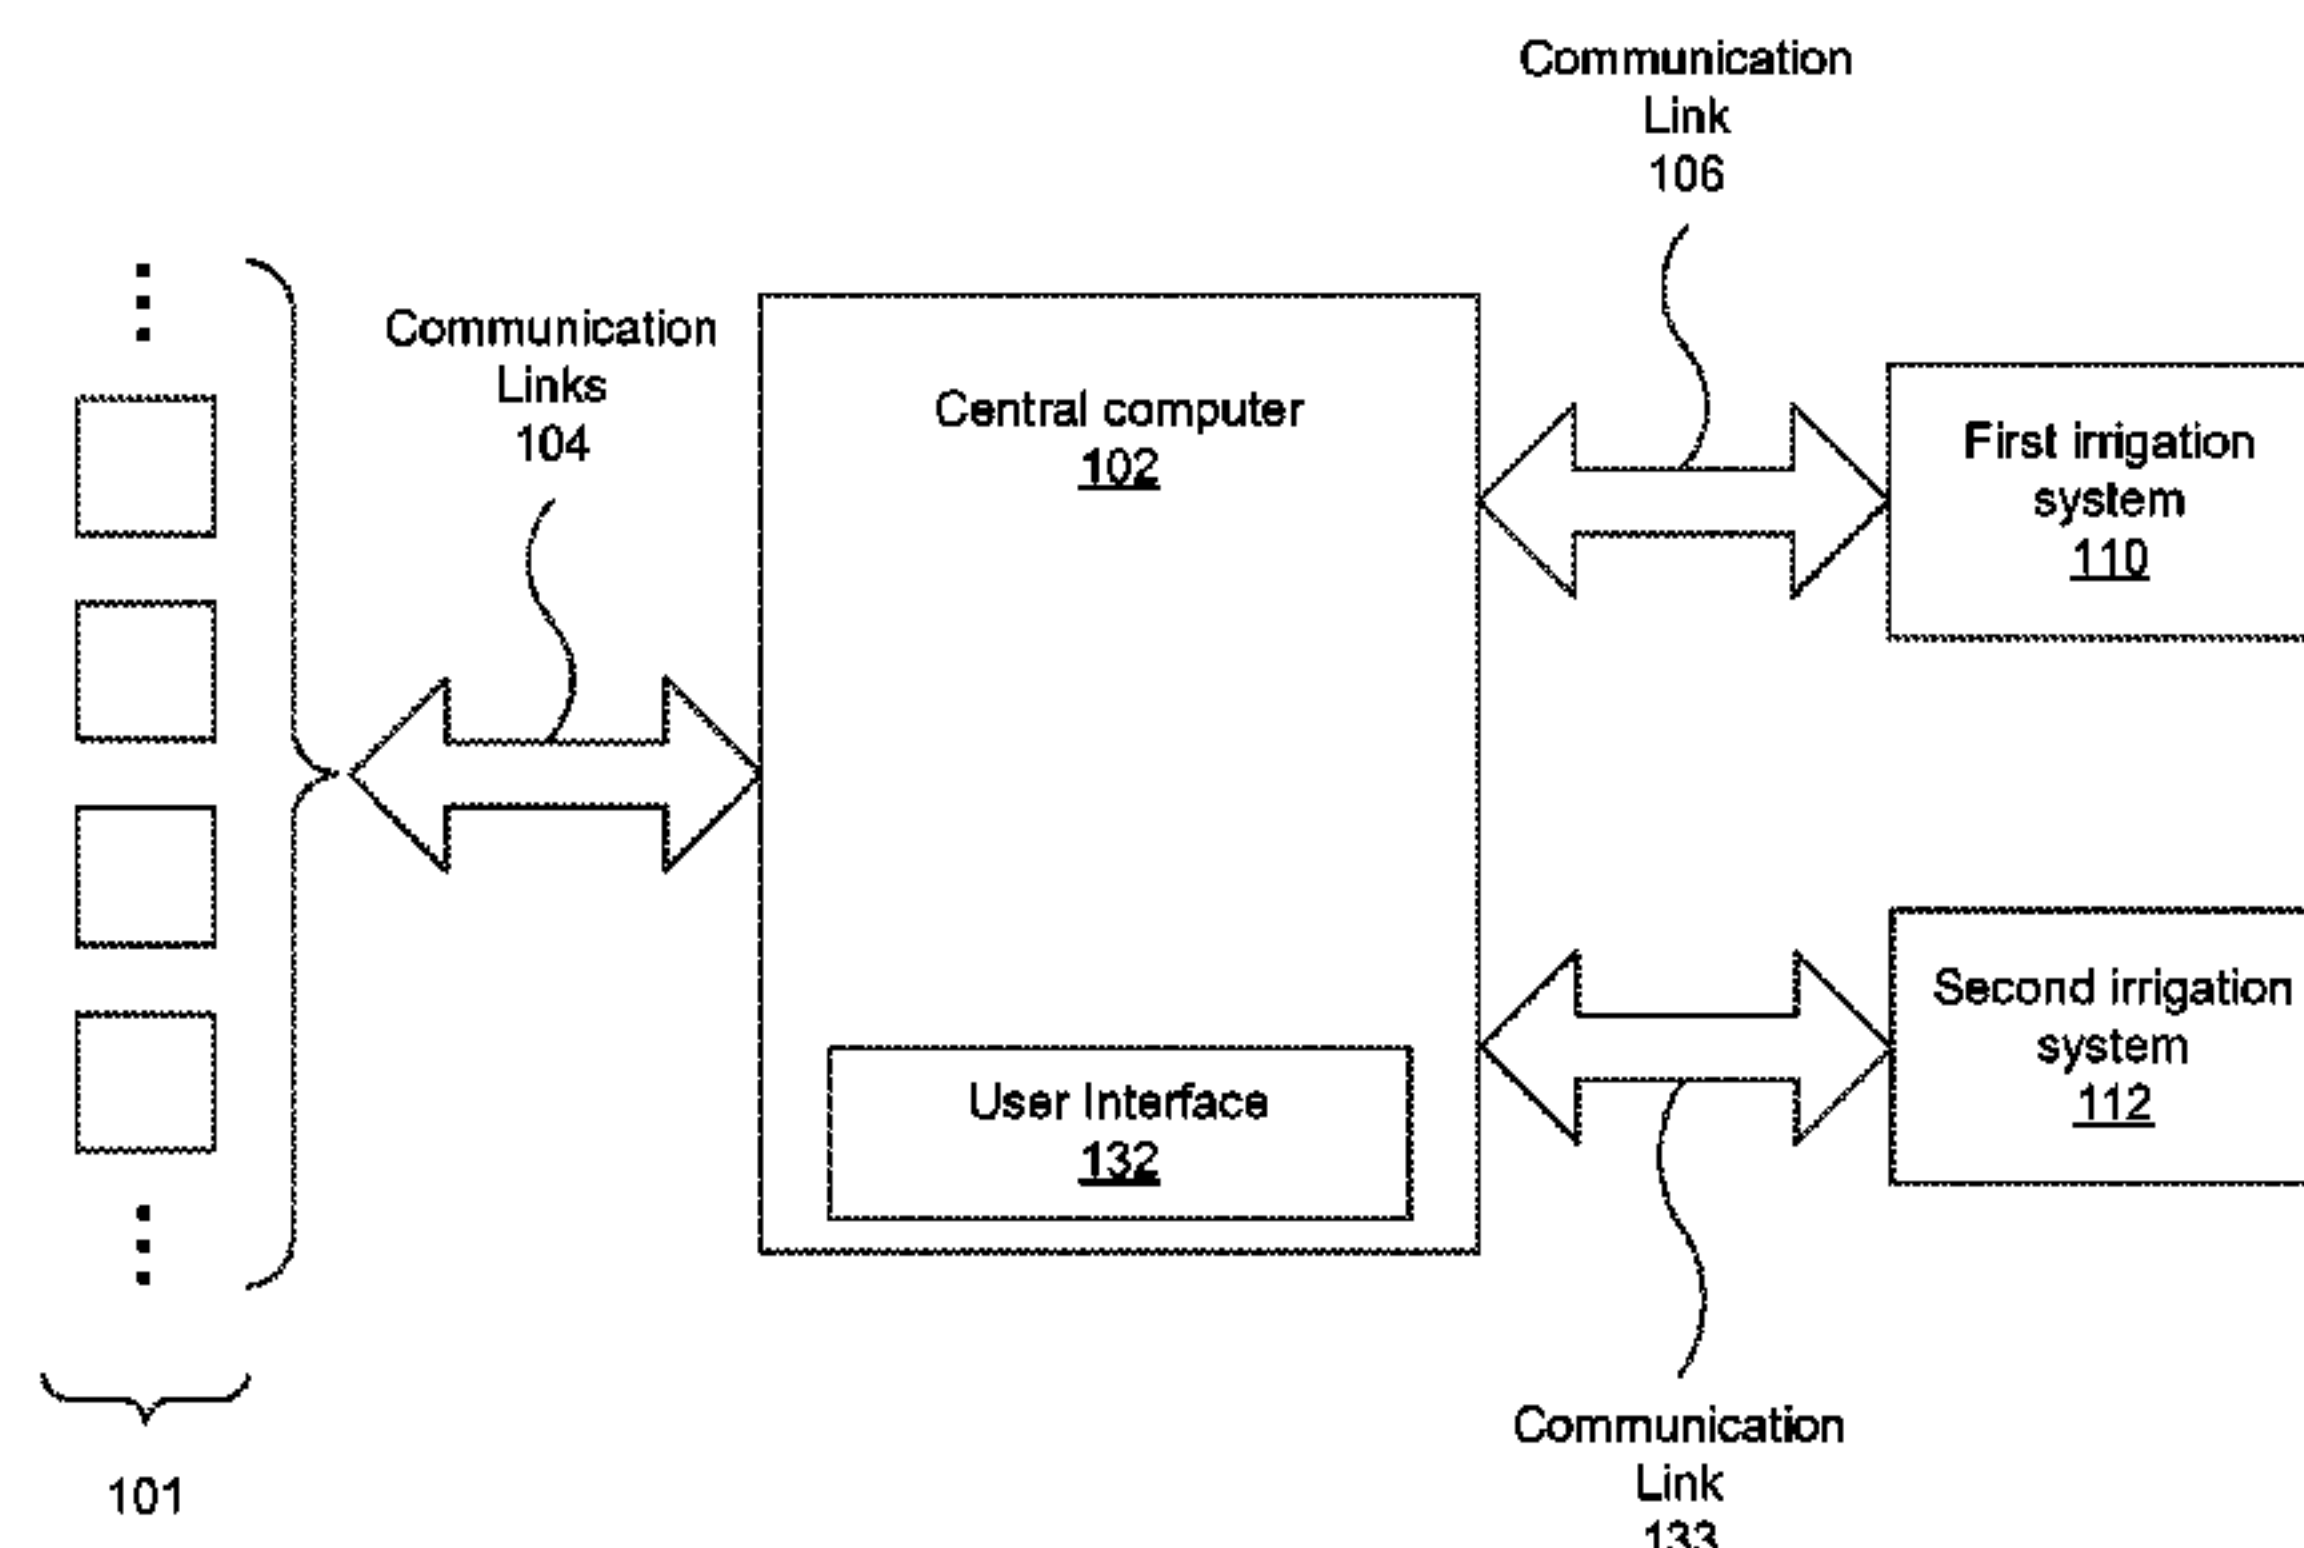 Communication
Link
106
Communication
Links
104
Central computer
102
First irrigation
system
110
Second irrigation
system
112
User Interface
132
Communication
Link
133
101